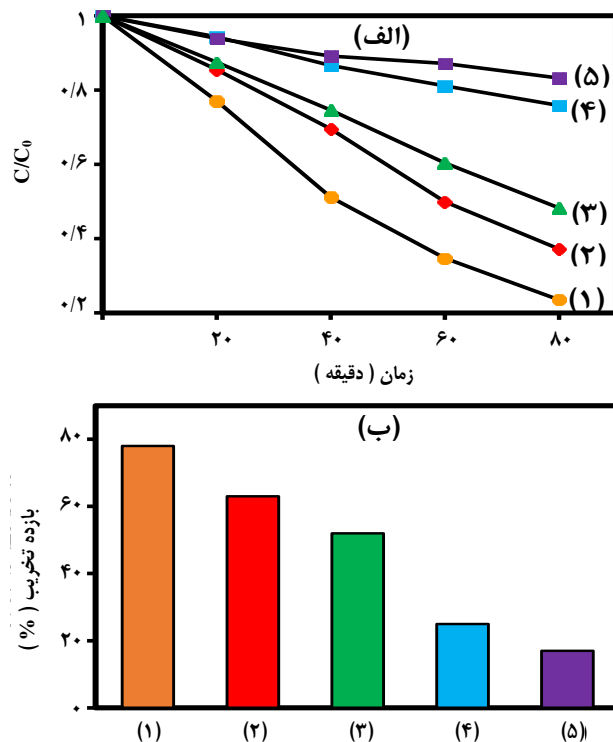 (الف)
C/C₀
۱
۰/۸
۰/۶
۰/۴
۰/۲
(۵)
(۴)
(۳)
(۲)
(۱)
۲۰ ۴۰ ۶۰ ۸۰
زمان ( دقیقه )
(ب)
بازده تخریب ( % )
۸۰
۶۰
۴۰
۲۰
۰
(۱) (۲) (۳) (۴) (۵)